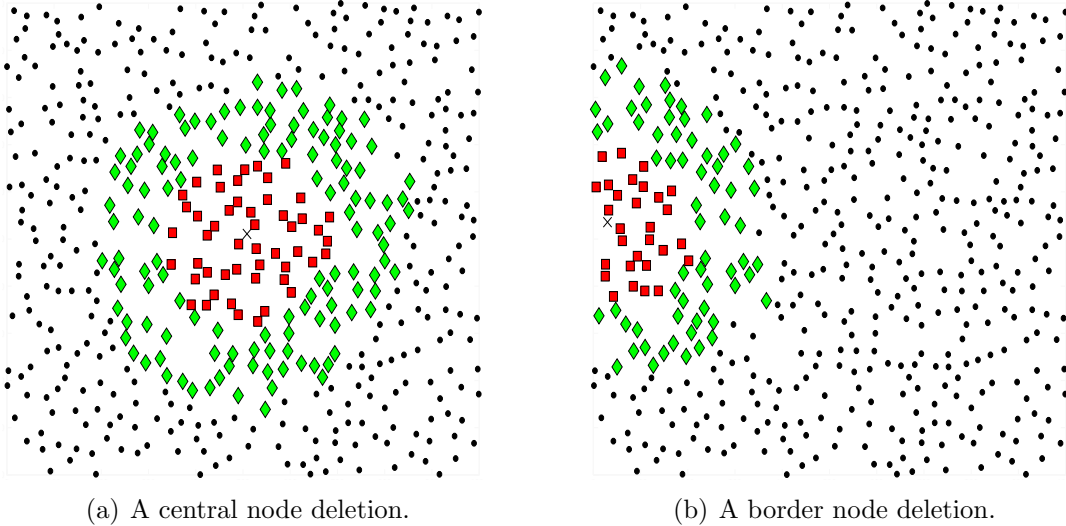 (a) A central node deletion.
(b) A border node deletion.